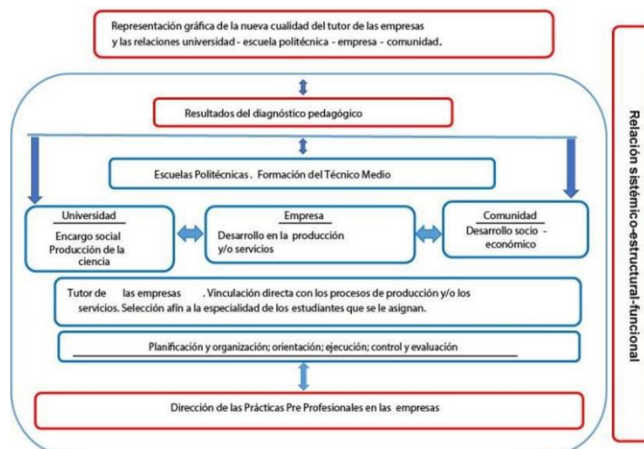 Representación gráfica de la nueva cualidad del tutor de las empresas
y las relaciones universidad - escuela politécnica - empresa - comunidad.
Resultados del diagnóstico pedagógico
Escuelas Politécnicas. Formación del Técnico Medio
Universidad
Encargo social
Producción de la
ciencia
Empresa
Desarrollo en la producción
y/o servicios
Comunidad
Desarrollo socio -
económico
Tutor de las empresas . Vinculación directa con los procesos de producción y/o los
servicios. Selección afín a la especialidad de los estudiantes que se le asignan.
Planificación y organización; orientación; ejecución; control y evaluación
Dirección de las Prácticas Pre Profesionales en las empresas
Relación sistémico-estructural-funcional